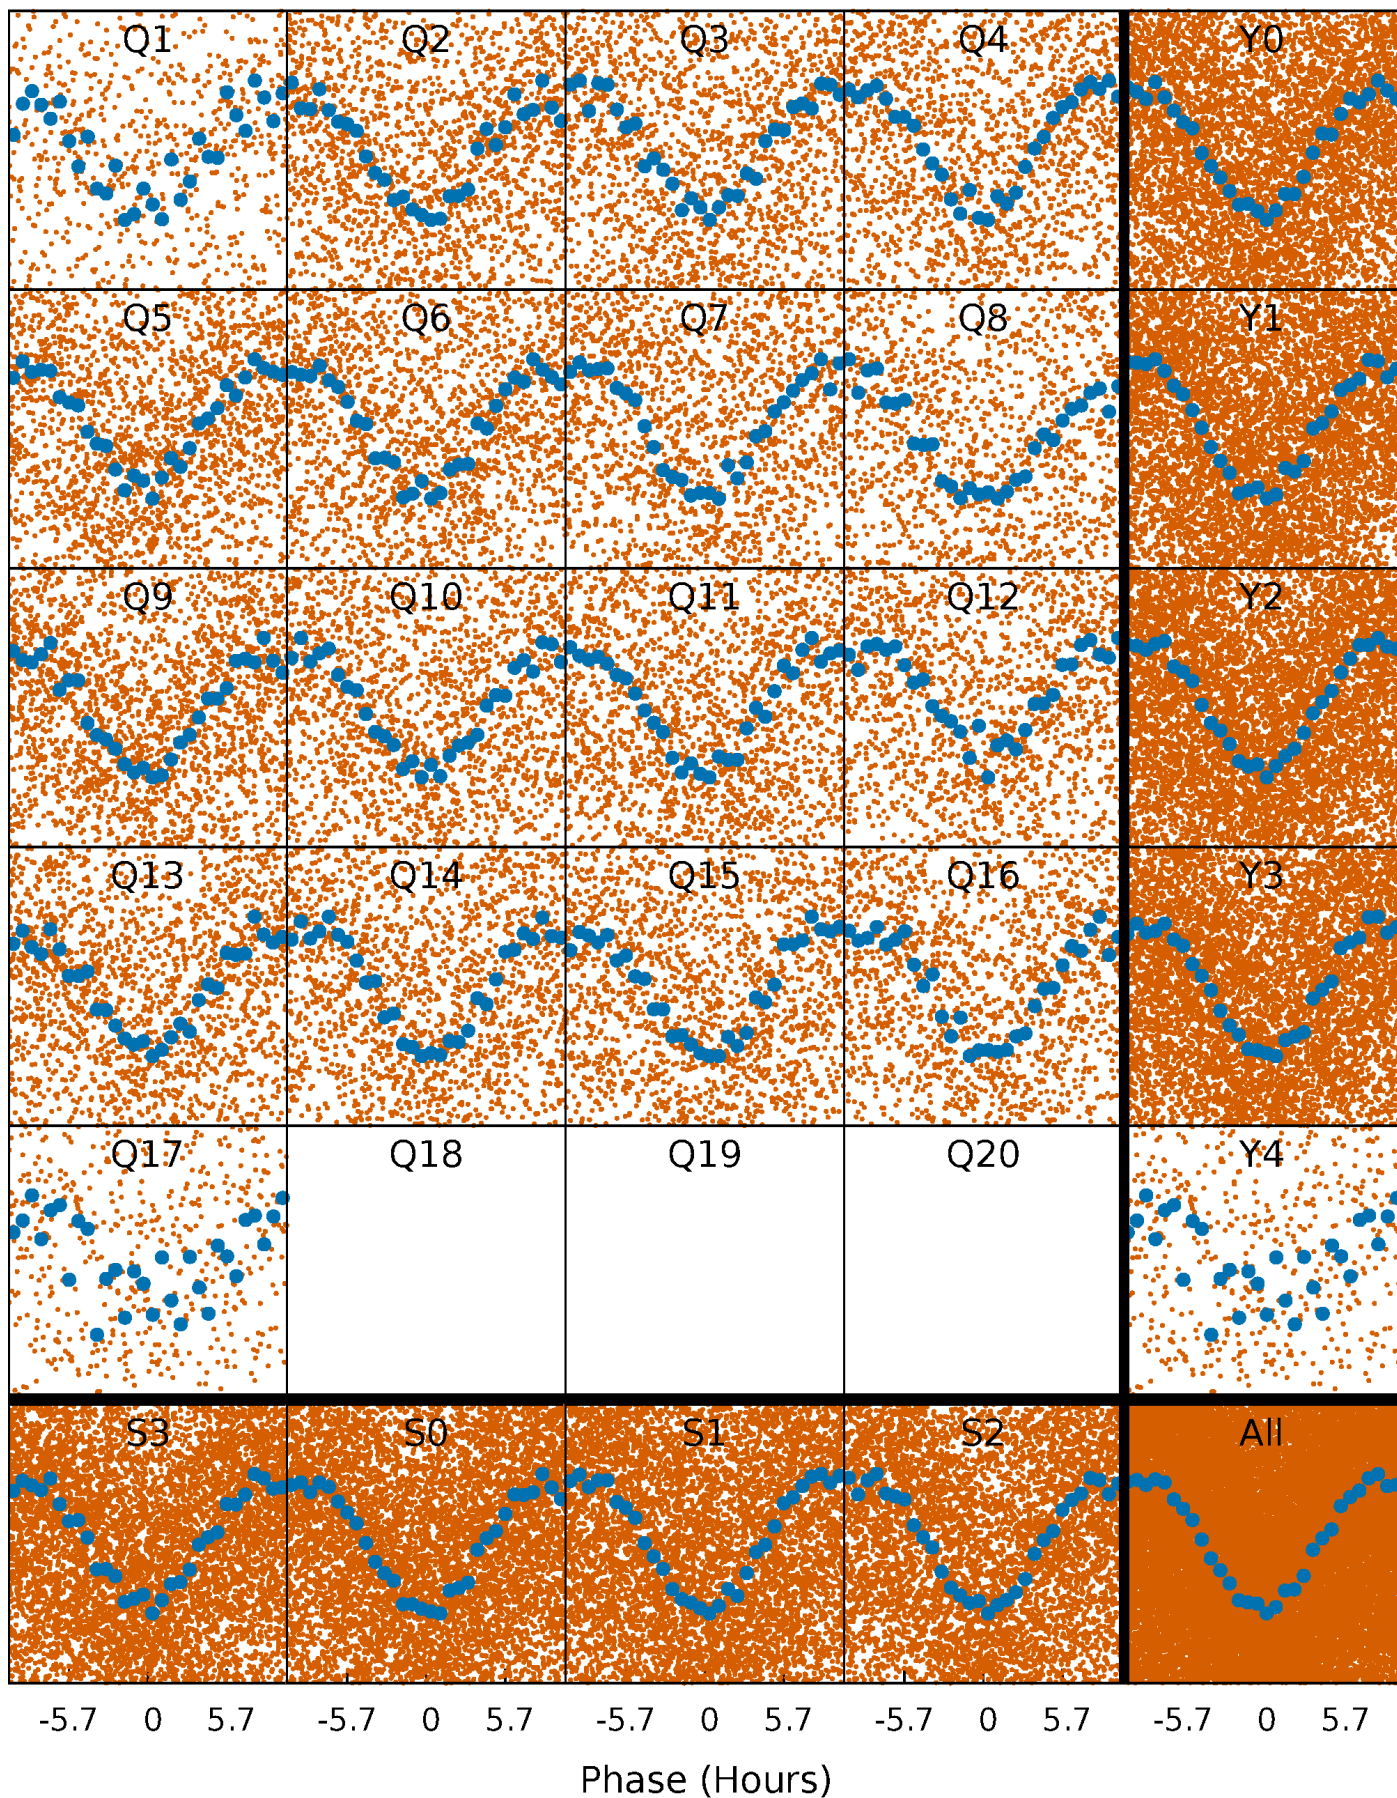 Q1 Q2 Q3 Q4 Y0
Q5 Q6 Q7 Q8 Y1
Q9 Q10 Q11 Q12 Y2
Q13 Q14 Q15 Q16 Y3
Q17 Q18 Q19 Q20 Y4
S3 S0 S1 S2 All
-5.7 0 5.7 -5.7 0 5.7 -5.7 0 5.7 -5.7 0 5.7 -5.7 0 5.7
Phase (Hours)